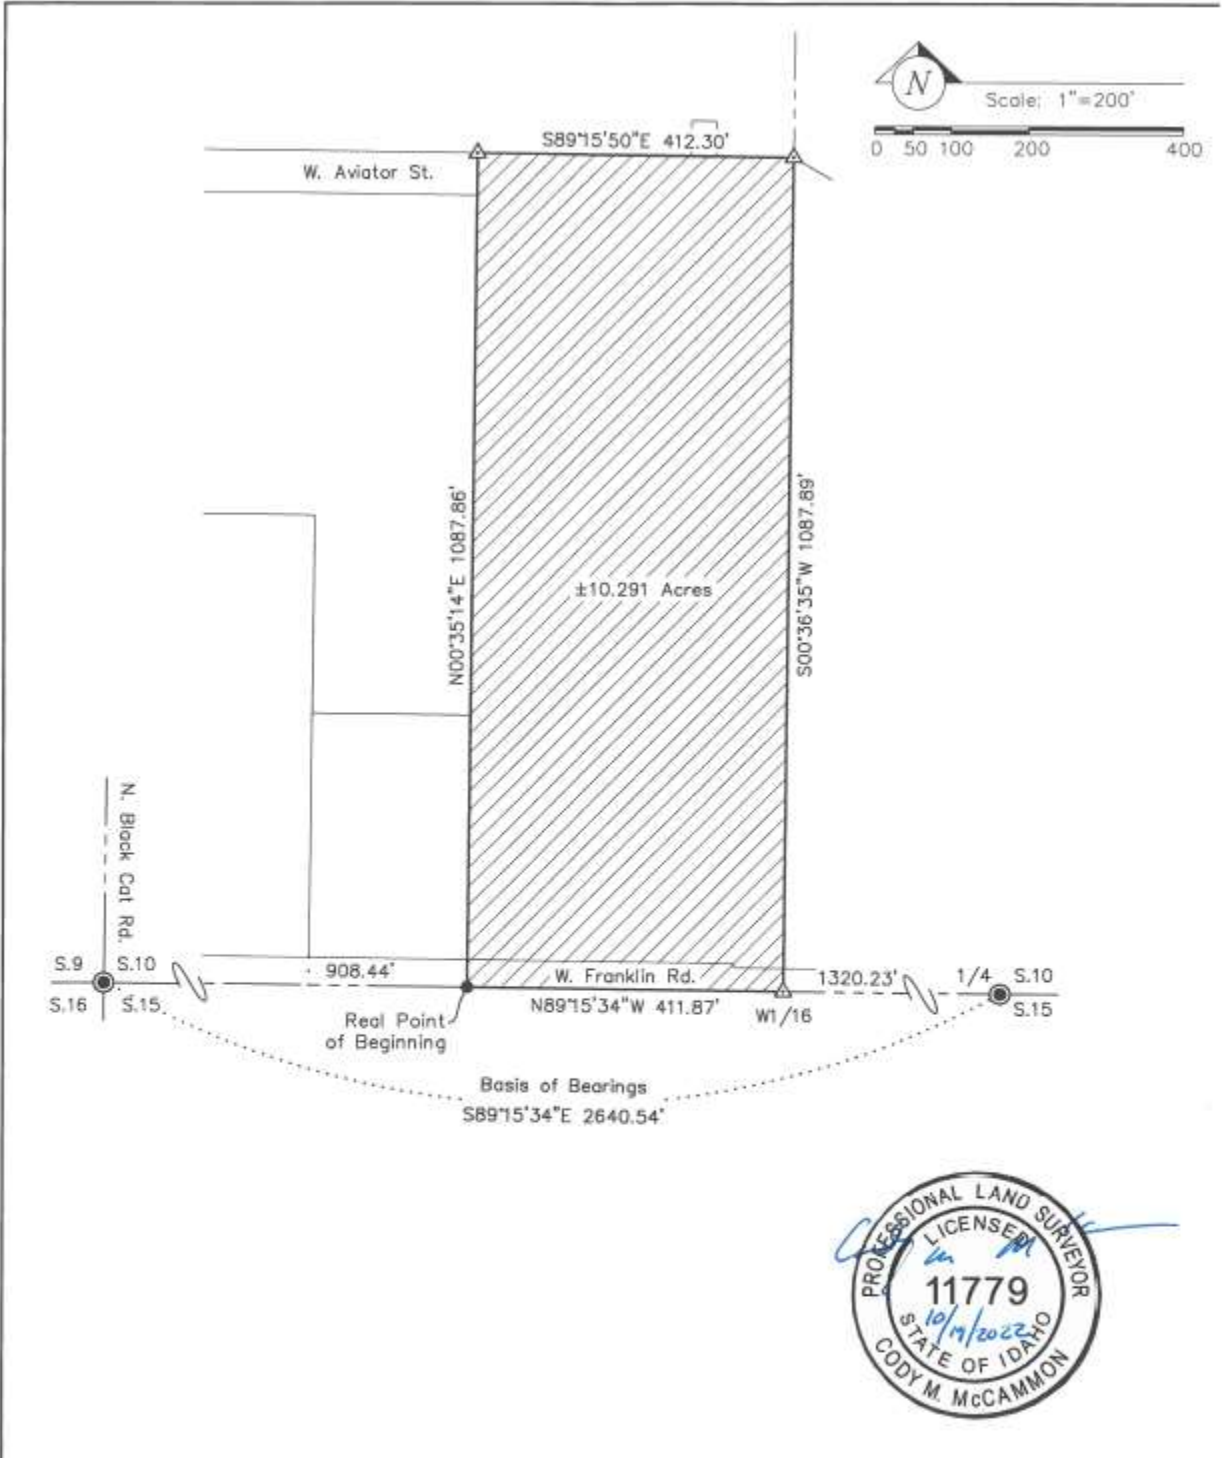 N
Scale: 1"=200'
0 50 100 200 400
S89°15'50"E 412.30'
W. Aviator St.
N00°35'14"E 1087.86'
S00°36'35"W 1087.89'
±10.291 Acres
N. Black Cat Rd.
S.9 S.10
S.16 S.15
908.44'
W. Franklin Rd.
N89°15'34"W 411.87'
1320.23'
W1/16
1/4 S.10
S.15
Real Point
of Beginning
Basis of Bearings
S89°15'34"E 2640.54'
PROFESSIONAL LAND SURVEYOR
LICENSED
11779
10/19/2022
STATE OF IDAHO
CODY M. McCAMMON